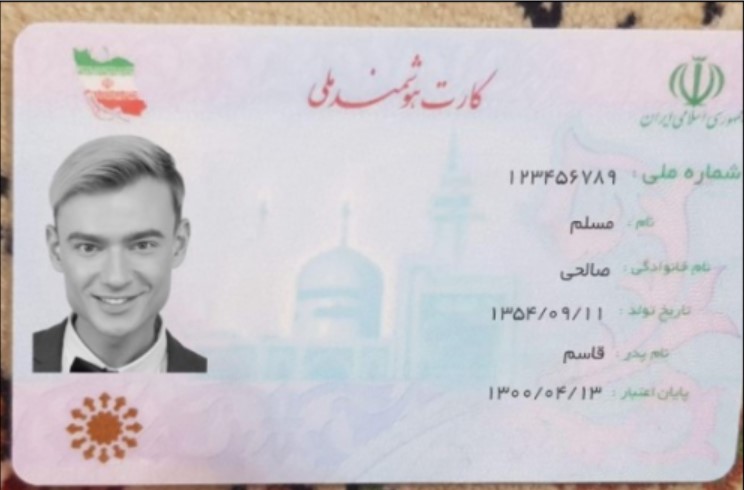 کارت هوشمند ملی
جمهوری اسلامی ایران
شماره ملی: ۱۲۳۴۵۶۷۸۹
نام: مسلم
نام خانوادگی: صالحی
تاریخ تولد: ۱۳۵۴/۰۹/۱۱
نام پدر: قاسم
پایان اعتبار: ۱۳۰۰/۰۴/۱۳